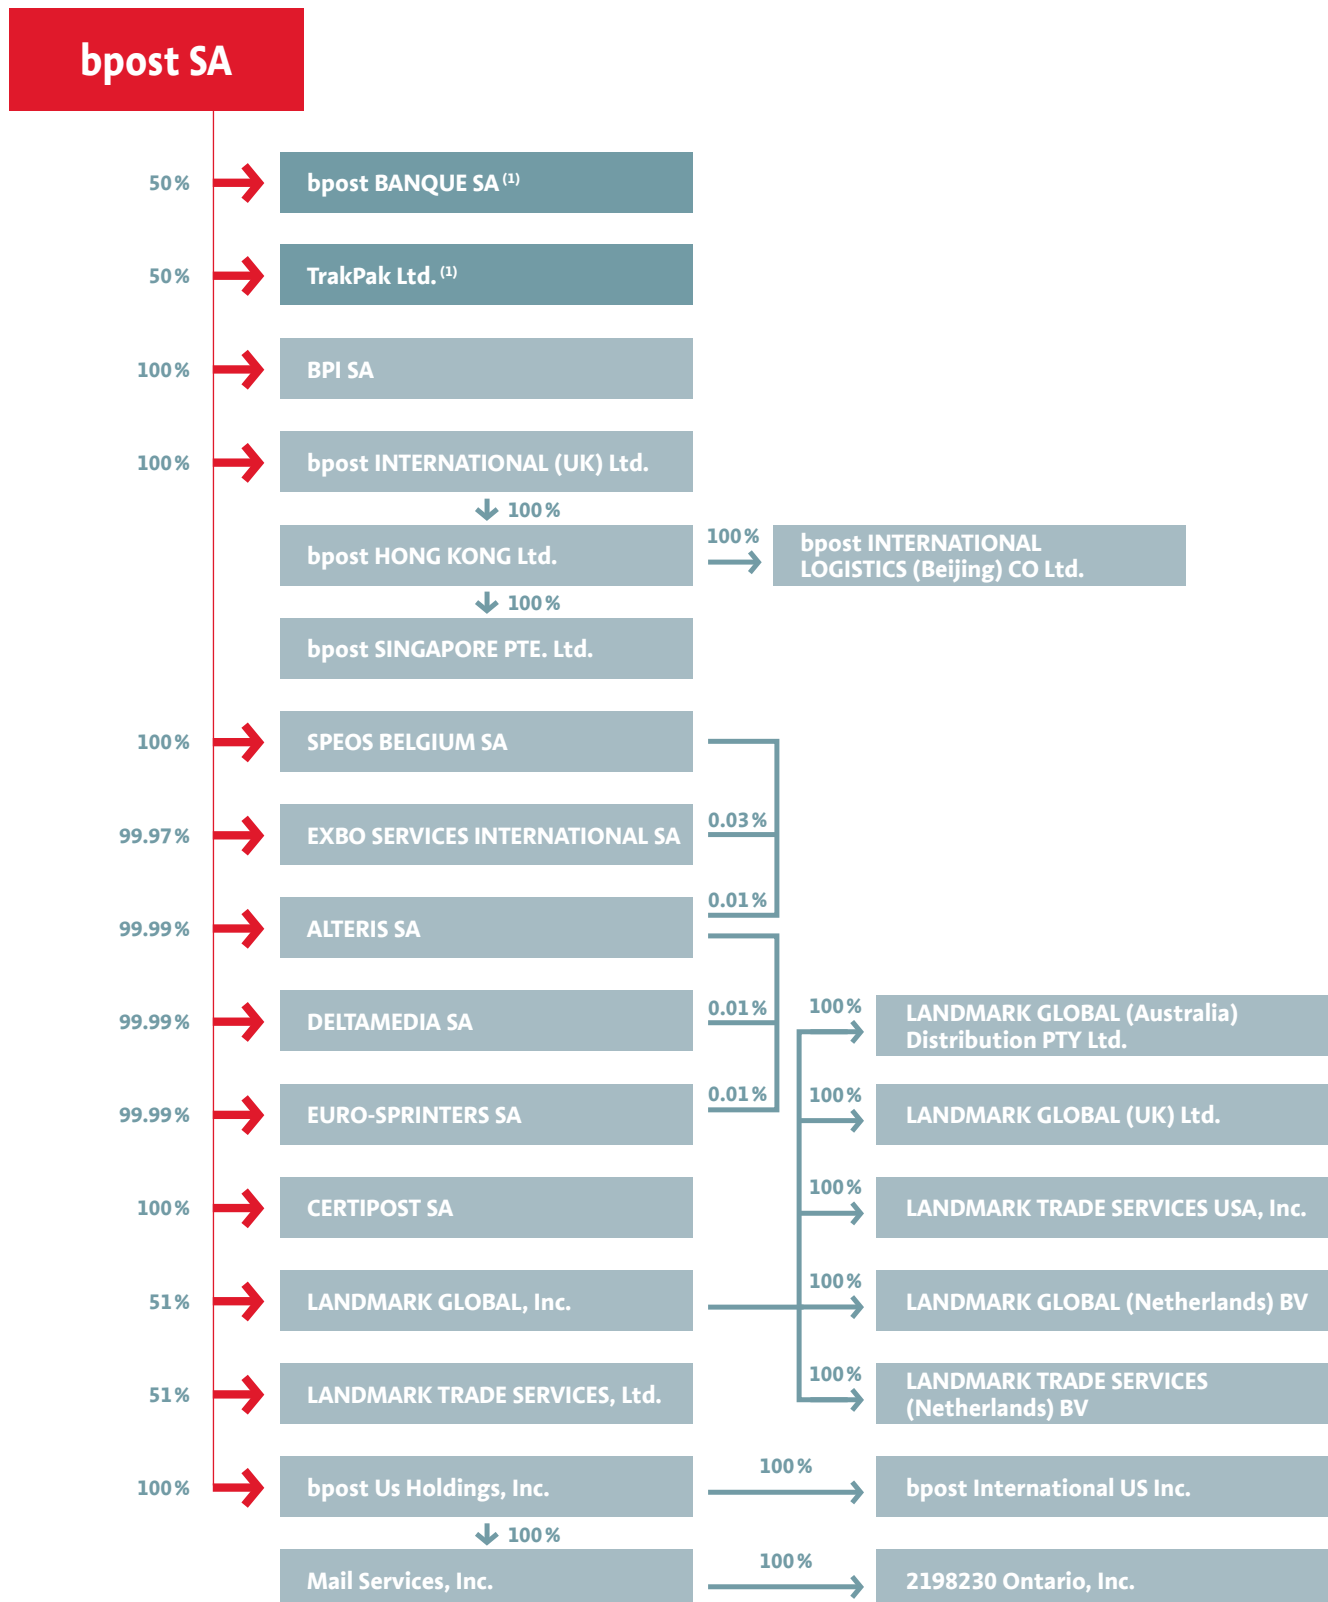 bpost SA
50 %
bpost BANQUE SA (1)
50 %
TrakPak Ltd. (1)
100 %
BPI SA
100 %
bpost INTERNATIONAL (UK) Ltd.
100 %
bpost HONG KONG Ltd.
100 %
bpost INTERNATIONAL
LOGISTICS (Beijing) CO Ltd.
100 %
bpost SINGAPORE PTE. Ltd.
100 %
SPEOS BELGIUM SA
99.97 %
EXBO SERVICES INTERNATIONAL SA
0.03 %
0.01 %
99.99 %
ALTERIS SA
99.99 %
DELTAMEDIA SA
0.01 %
100 %
LANDMARK GLOBAL (Australia)
Distribution PTY Ltd.
99.99 %
EURO-SPRINTERS SA
0.01 %
100 %
LANDMARK GLOBAL (UK) Ltd.
100 %
CERTIPOST SA
100 %
LANDMARK TRADE SERVICES USA, Inc.
51 %
LANDMARK GLOBAL, Inc.
100 %
LANDMARK GLOBAL (Netherlands) BV
51 %
LANDMARK TRADE SERVICES, Ltd.
100 %
LANDMARK TRADE SERVICES
(Netherlands) BV
100 %
bpost Us Holdings, Inc.
100 %
bpost International US Inc.
100 %
Mail Services, Inc.
100 %
2198230 Ontario, Inc.